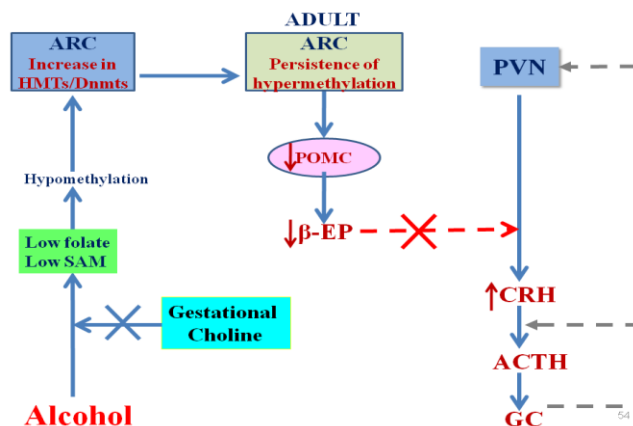 ADULT
ARC
Increase in
HMTs/Dnmts
ARC
Persistence of
hypermethylation
PVN
POMC
Hypomethylation
β-EP
Low folate
Low SAM
Gestational
Choline
CRH
ACTH
Alcohol
GC
54